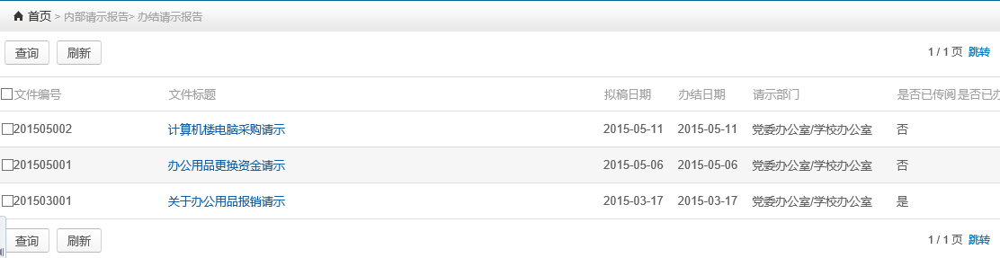 首页 > 内部请示报告> 办结请示报告
查询 刷新 1 / 1 页 跳转
文件编号 文件标题 拟稿日期 办结日期 请示部门 是否已传阅 是否已办
201505002 计算机楼电脑采购请示 2015-05-11 2015-05-11 党委办公室/学校办公室 否
201505001 办公用品更换资金请示 2015-05-06 2015-05-06 党委办公室/学校办公室 否
201503001 关于办公用品报销请示 2015-03-17 2015-03-17 党委办公室/学校办公室 是
查询 刷新 1 / 1 页 跳转